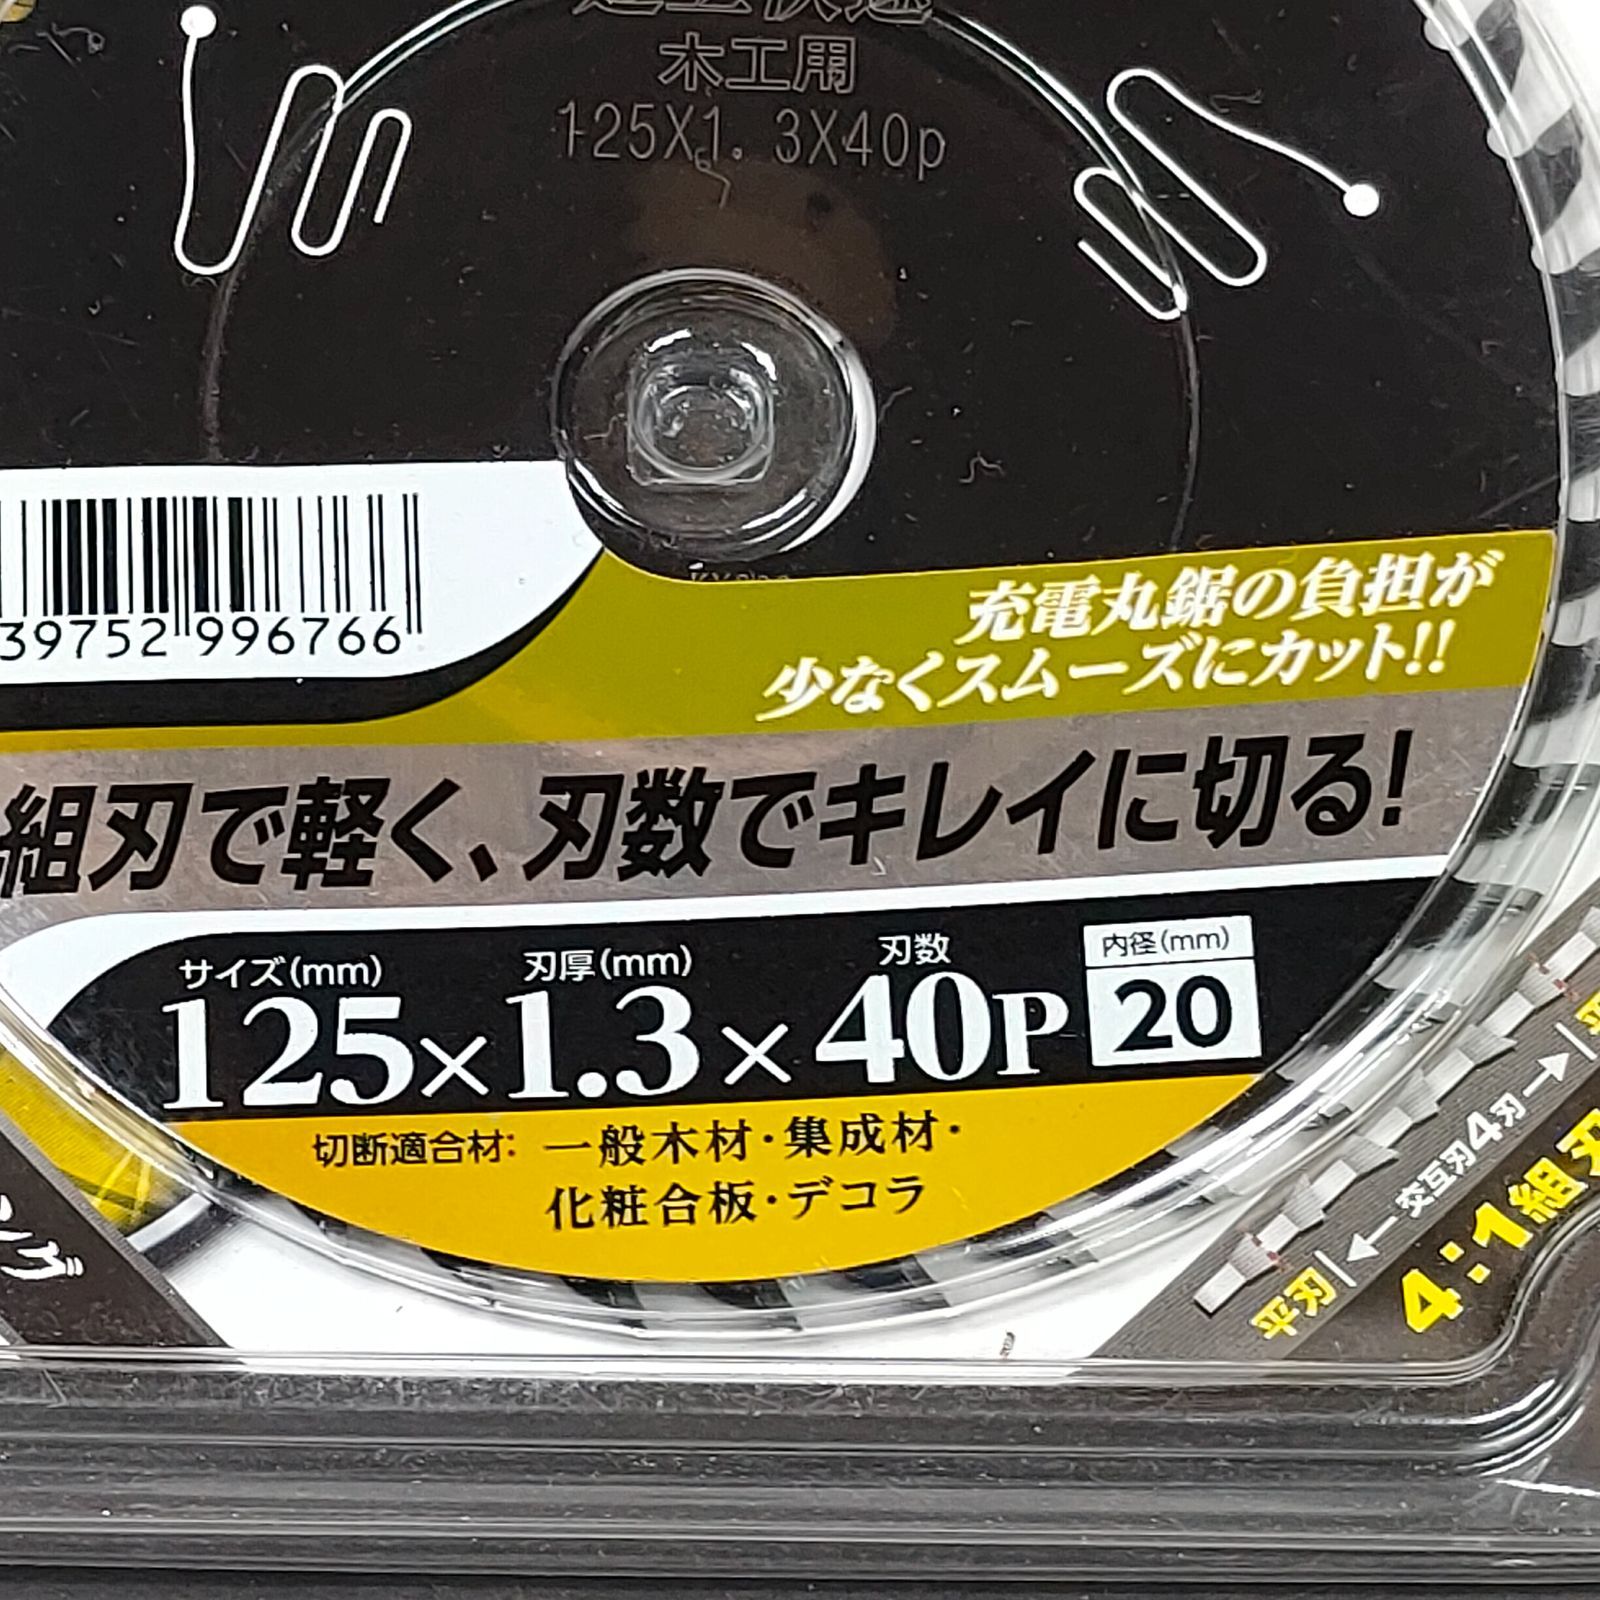 木工用
125X1.3X40p
39752 996766
充電丸鋸の負担が
少なくスムーズにカット!!
組刃で軽く、刃数でキレイに切る!
サイズ(mm) 刃厚(mm) 刃数 内径(mm)
125×1.3×40P 20
切断適合材: 一般木材・集成材・
化粧合板・デコラ
平刃 交互刃4刃
4:1組刃